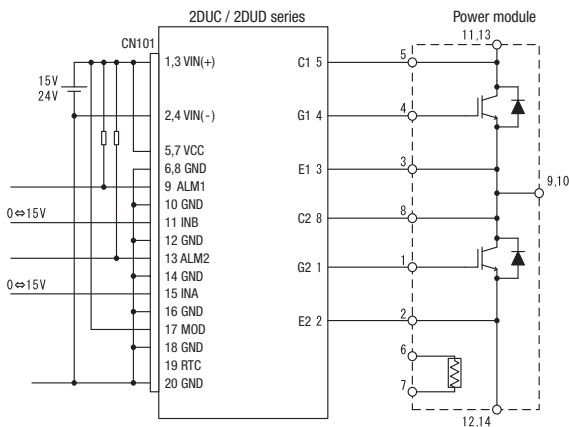 2DUC / 2DUD series
Power module
CN101
11,13
1,3 VIN(+)
C1 5
5
15V
24V
2,4 VIN(-)
G1 4
4
5,7 VCC
6,8 GND
E1 3
3
9 ALM1
9,10
10 GND
0⇔15V
11 INB
C2 8
8
12 GND
13 ALM2
G2 1
1
14 GND
0⇔15V
15 INA
16 GND
E2 2
2
17 MOD
18 GND
6
19 RTC
20 GND
7
12,14